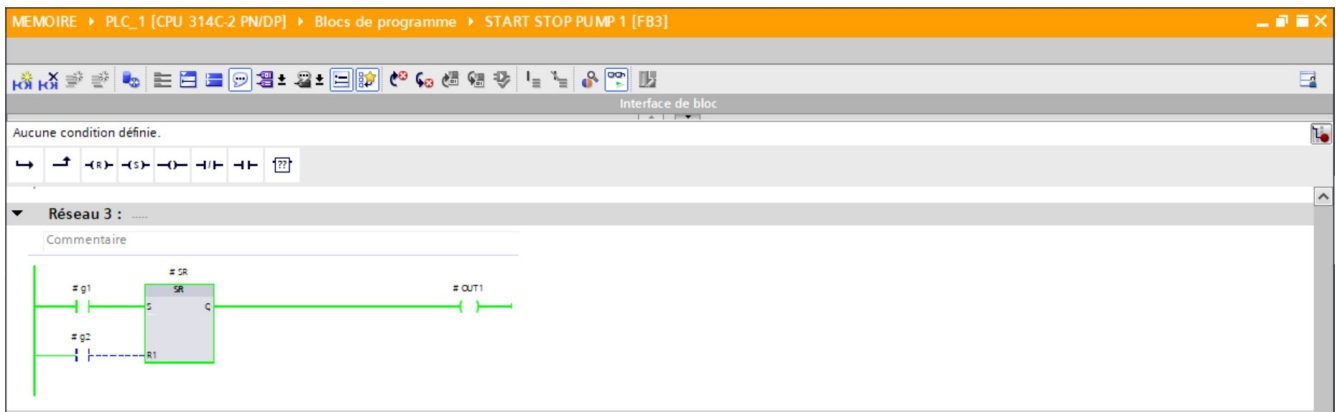 MEMOIRE ▸ PLC_1 [CPU 314C-2 PN/DP] ▸ Blocs de programme ▸ START STOP PUMP 1 [FB3]
Interface de bloc
Aucune condition définie.
(R) (S) ??
Réseau 3 : .....
Commentaire
#SR
#g1 SR #OUT1
S Q
#g2
R1